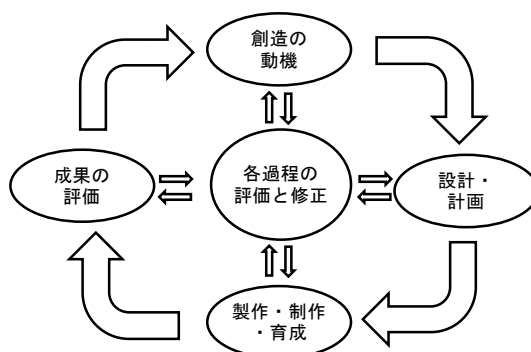 創造の
動機
成果の
評価
各過程の
評価と修正
設計・
計画
製作・制作
・育成